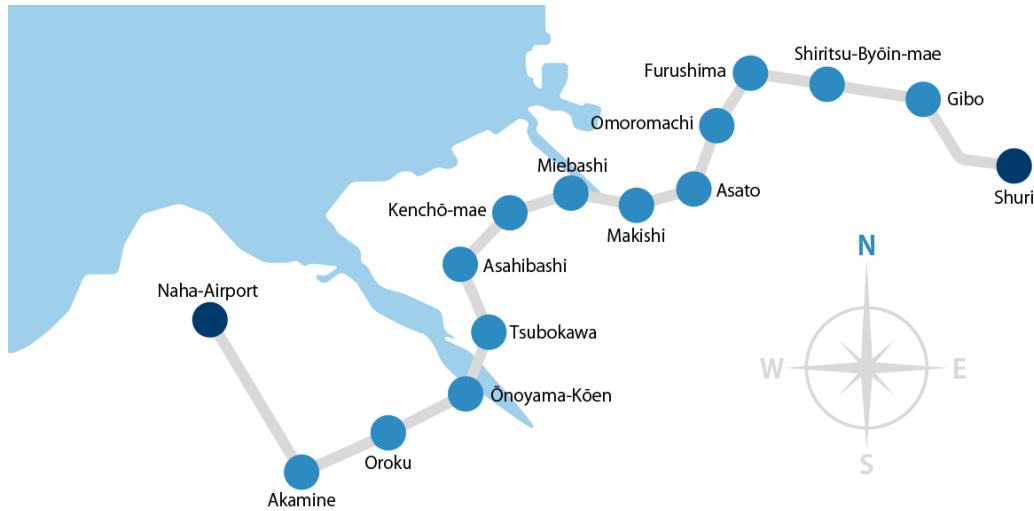 Shiritsu-Byōin-mae
Furushima
Gibo
Omoromachi
Miebashi
Asato
Shuri
Kenchō-mae
Makishi
N
Asahibashi
Naha-Airport
Tsubokawa
W
E
Ōnoyama-Kōen
Oroku
S
Akamine